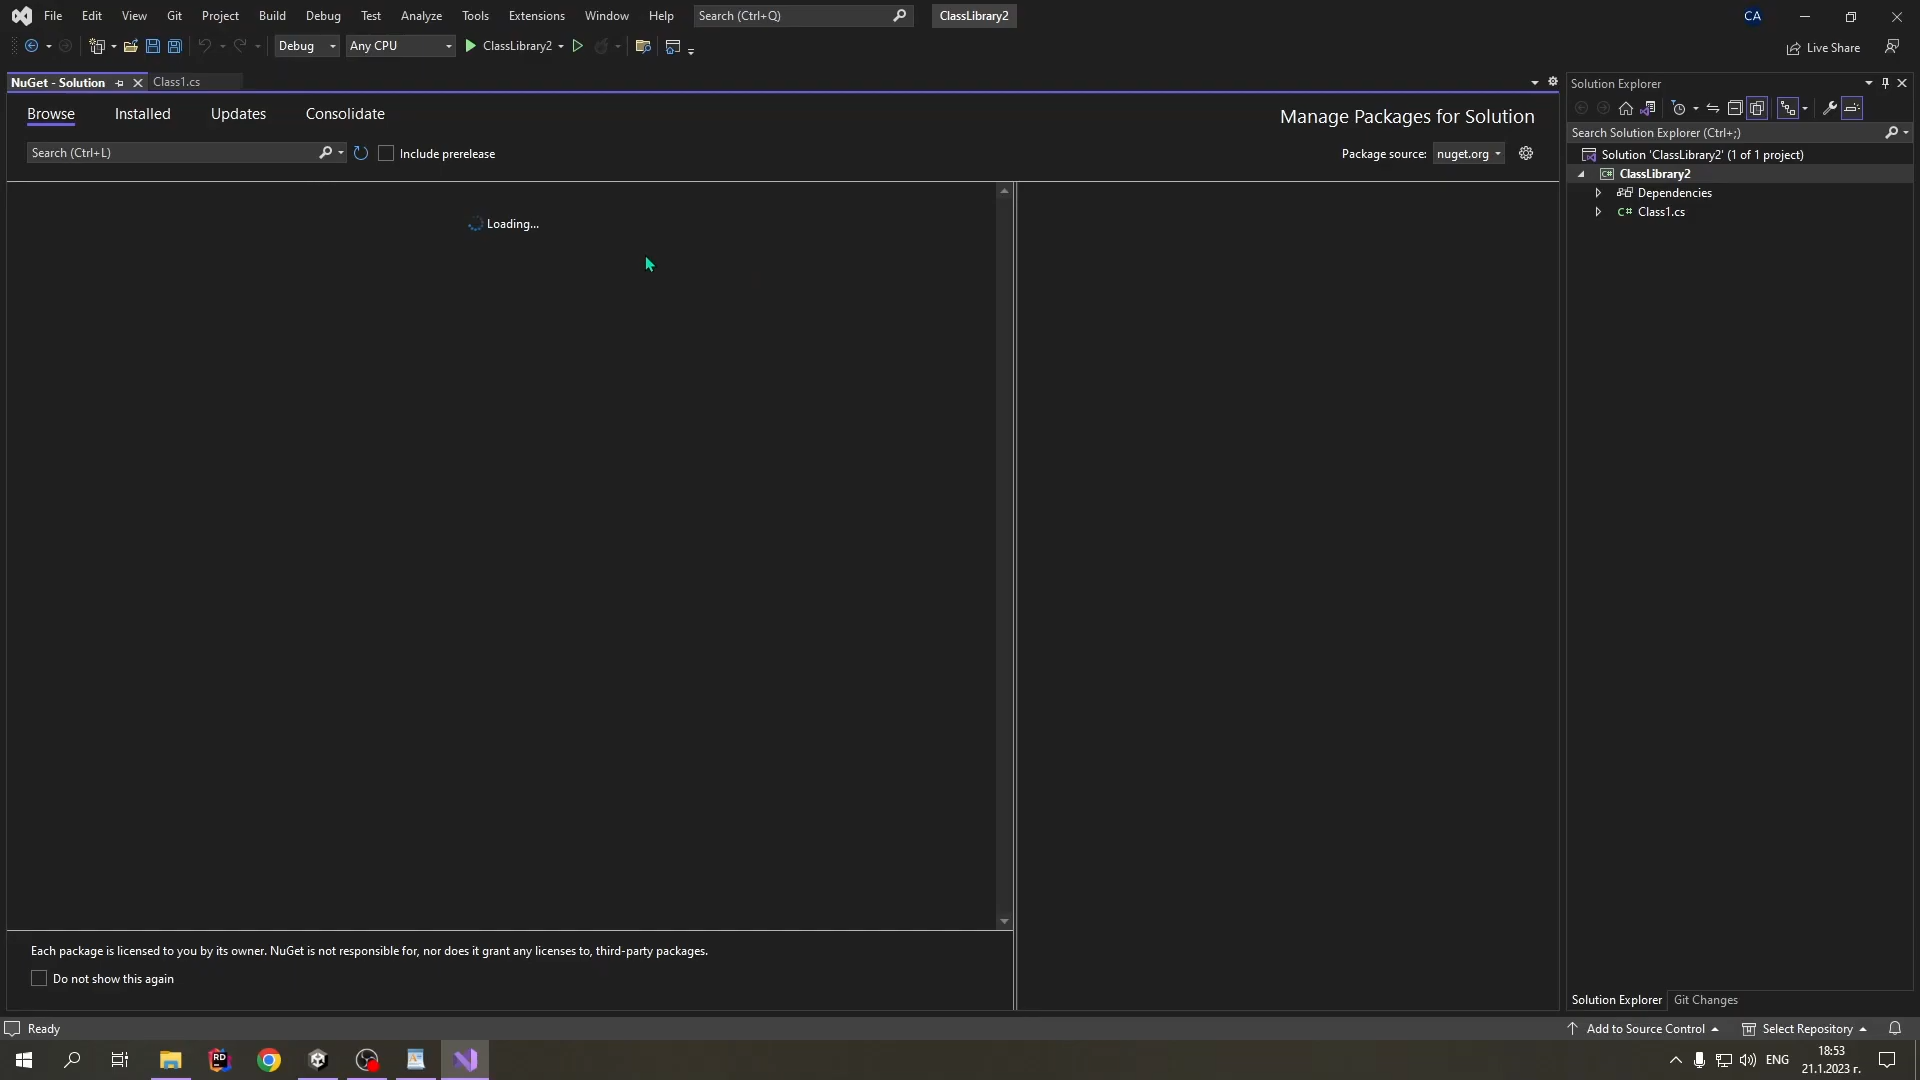 File Edit View Git Project Build Debug Test Analyze Tools Extensions Window Help Search (Ctrl+Q) ClassLibrary2 CA
Debug Any CPU ClassLibrary2 Live Share
NuGet - Solution Class1.cs
Browse Installed Updates Consolidate Manage Packages for Solution
Search (Ctrl+L) Include prerelease Package source: nuget.org
Loading...
Each package is licensed to you by its owner. NuGet is not responsible for, nor does it grant any licenses to, third-party packages.
Do not show this again
Solution Explorer
Search Solution Explorer (Ctrl+;)
Solution 'ClassLibrary2' (1 of 1 project)
C# ClassLibrary2
Dependencies
C# Class1.cs
Solution Explorer Git Changes
Ready Add to Source Control Select Repository
RD ENG 18:53
21.1.2023 г.